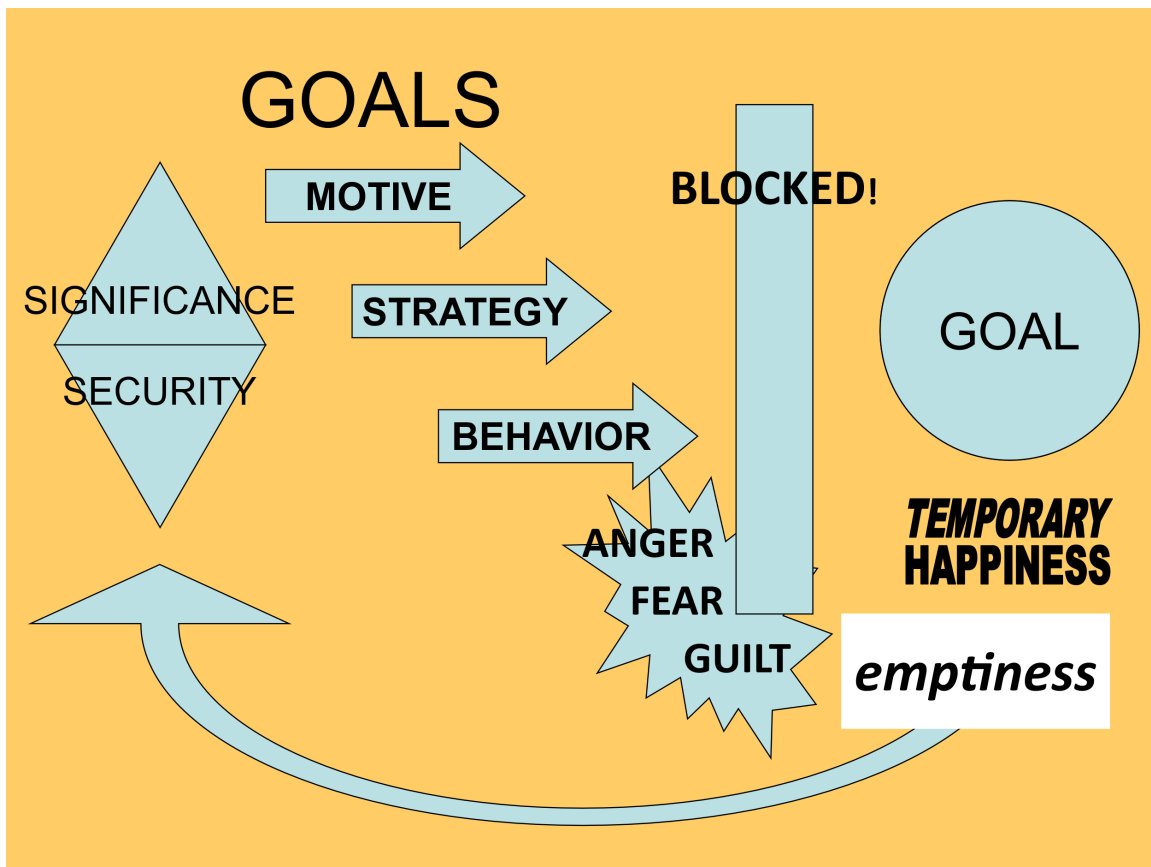 GOALS
MOTIVE
BLOCKED!
SIGNIFICANCE
STRATEGY
GOAL
SECURITY
BEHAVIOR
ANGER
FEAR
GUILT
TEMPORARY
HAPPINESS
emptiness